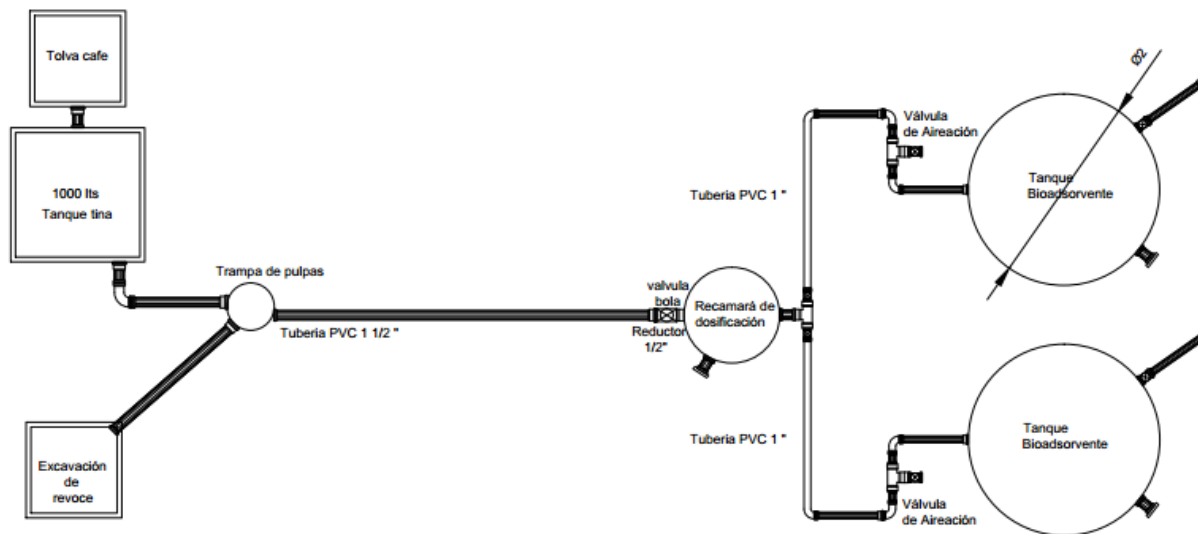 Tolva cafe
1000 lts
Tanque tina
Trampa de pulpas
Tuberia PVC 1 1/2 "
Excavación
de
revoce
valvula
bola
Reductor
1/2"
Recamará de
dosificación
Tuberia PVC 1 "
Válvula
de Aireación
Ø2
Tanque
Bioadsorvente
Tuberia PVC 1 "
Válvula
de Aireación
Tanque
Bioadsorvente